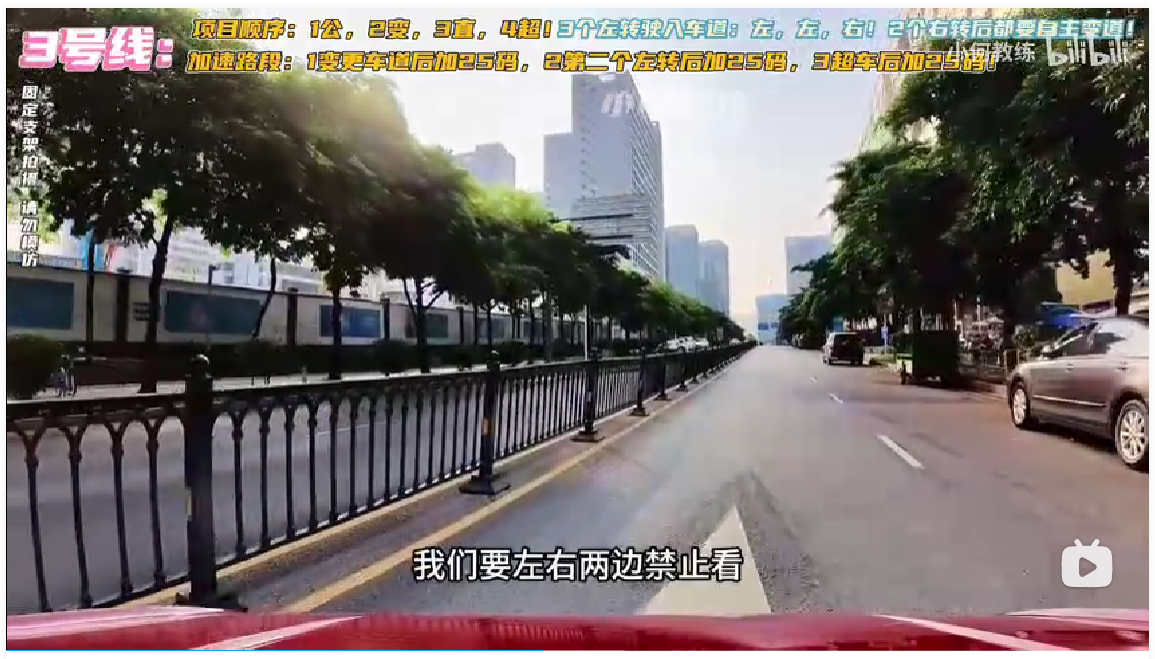 3号线：
项目顺序：1公，2变，3直，4超！3个左转驶入车道：左，左，右！2个右转后都要自主变道！
加速路段：1变更车道后加25码，2第二个左转后加25码，3超车后加25码！
小何教练 bilibili
固定支架拍摄 请勿模仿
我们要左右两边禁止看